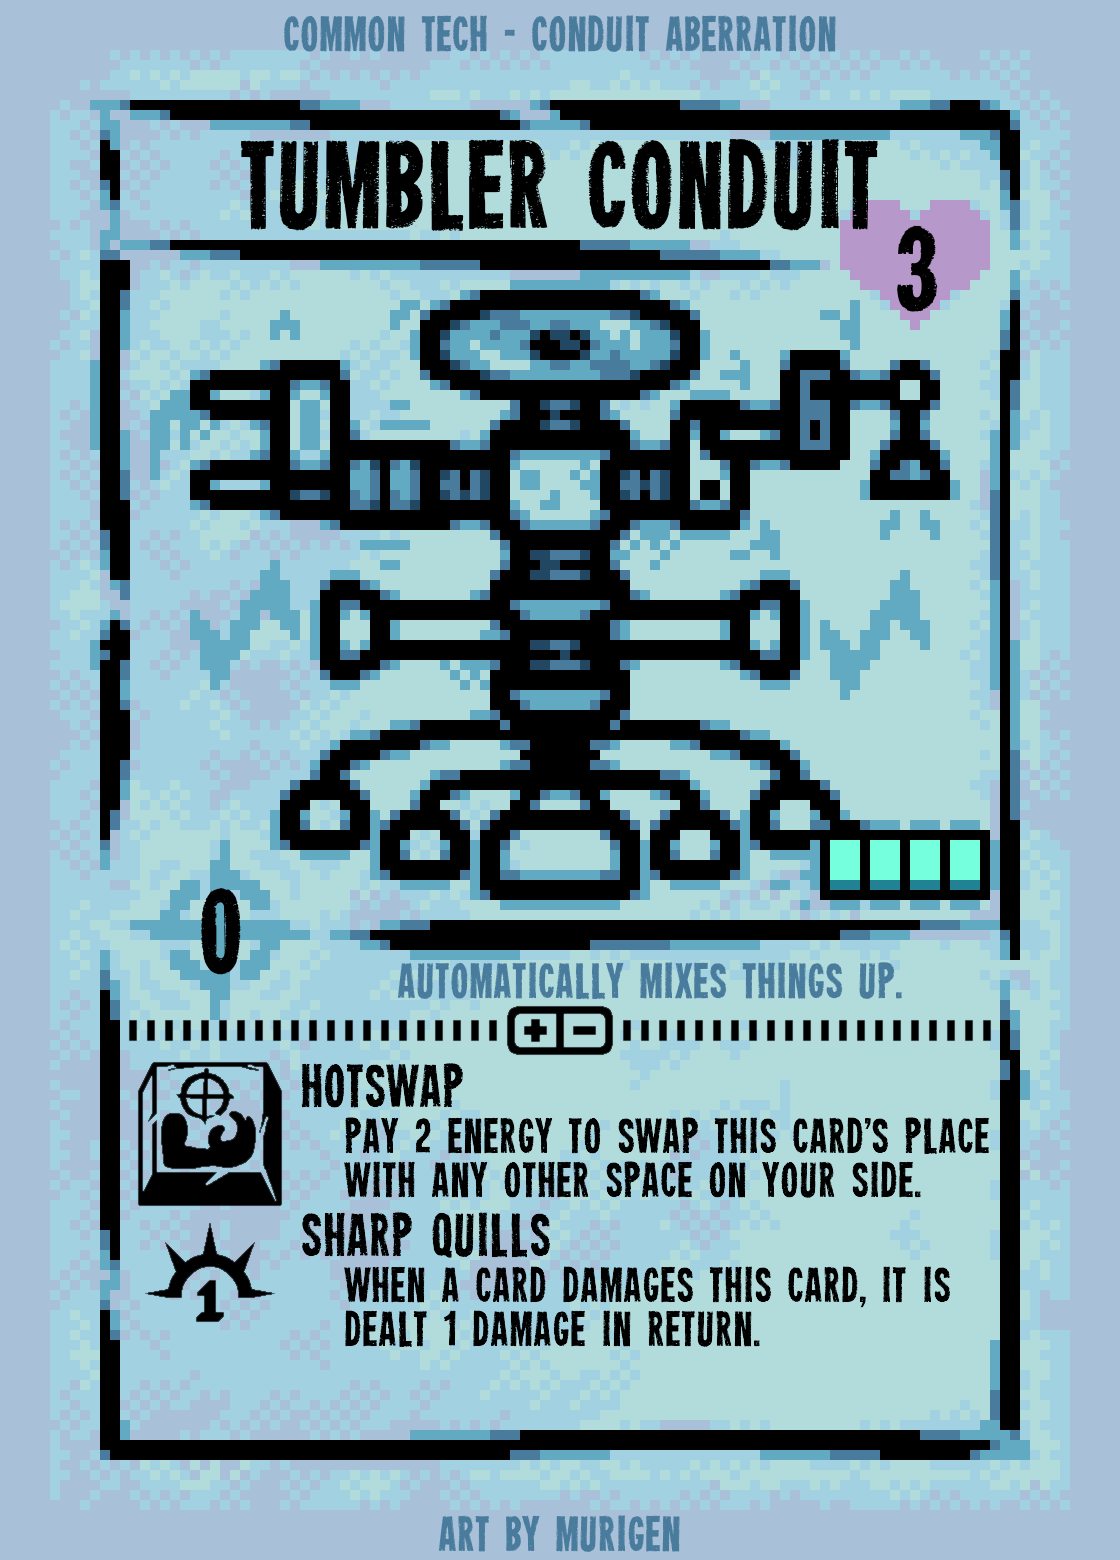 COMMON TECH - CONDUIT ABERRATION
TUMBLER CONDUIT
3
0
AUTOMATICALLY MIXES THINGS UP.
HOTSWAP
PAY 2 ENERGY TO SWAP THIS CARD'S PLACE
WITH ANY OTHER SPACE ON YOUR SIDE.
SHARP QUILLS
1
WHEN A CARD DAMAGES THIS CARD, IT IS
DEALT 1 DAMAGE IN RETURN.
ART BY MURIGEN